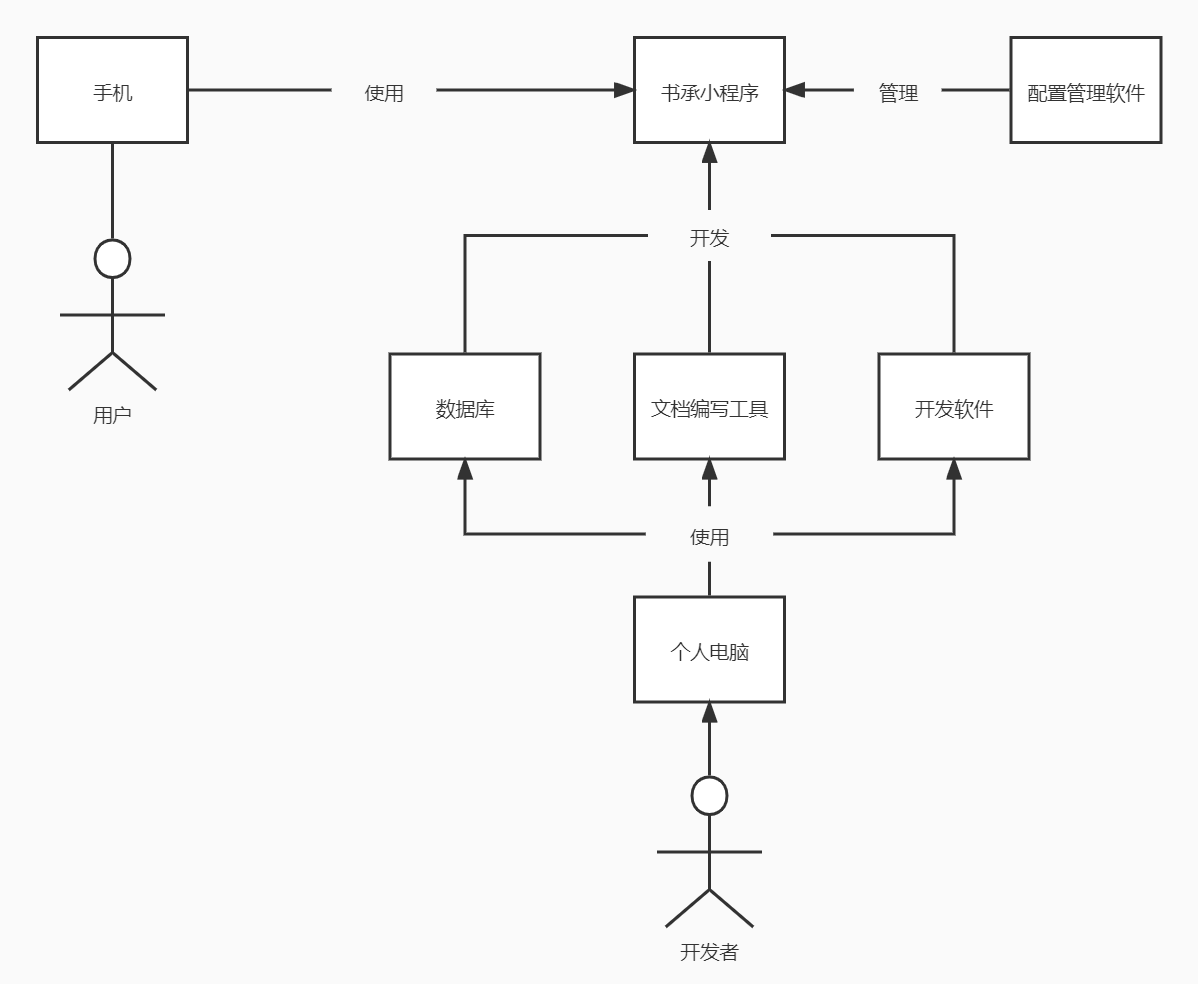 手机
使用
书承小程序
管理
配置管理软件
开发
用户
数据库
文档编写工具
开发软件
使用
个人电脑
开发者